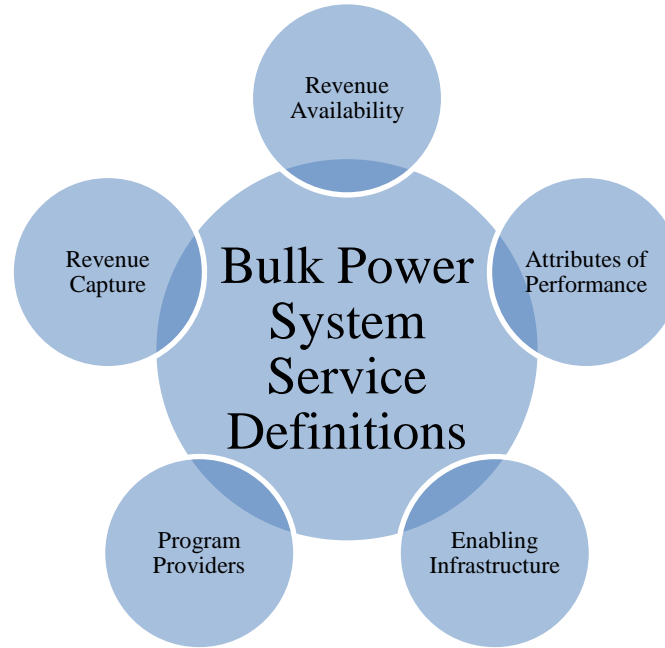 Revenue
Availability
Revenue
Capture
Attributes of
Performance
Bulk Power
System
Service
Definitions
Program
Providers
Enabling
Infrastructure